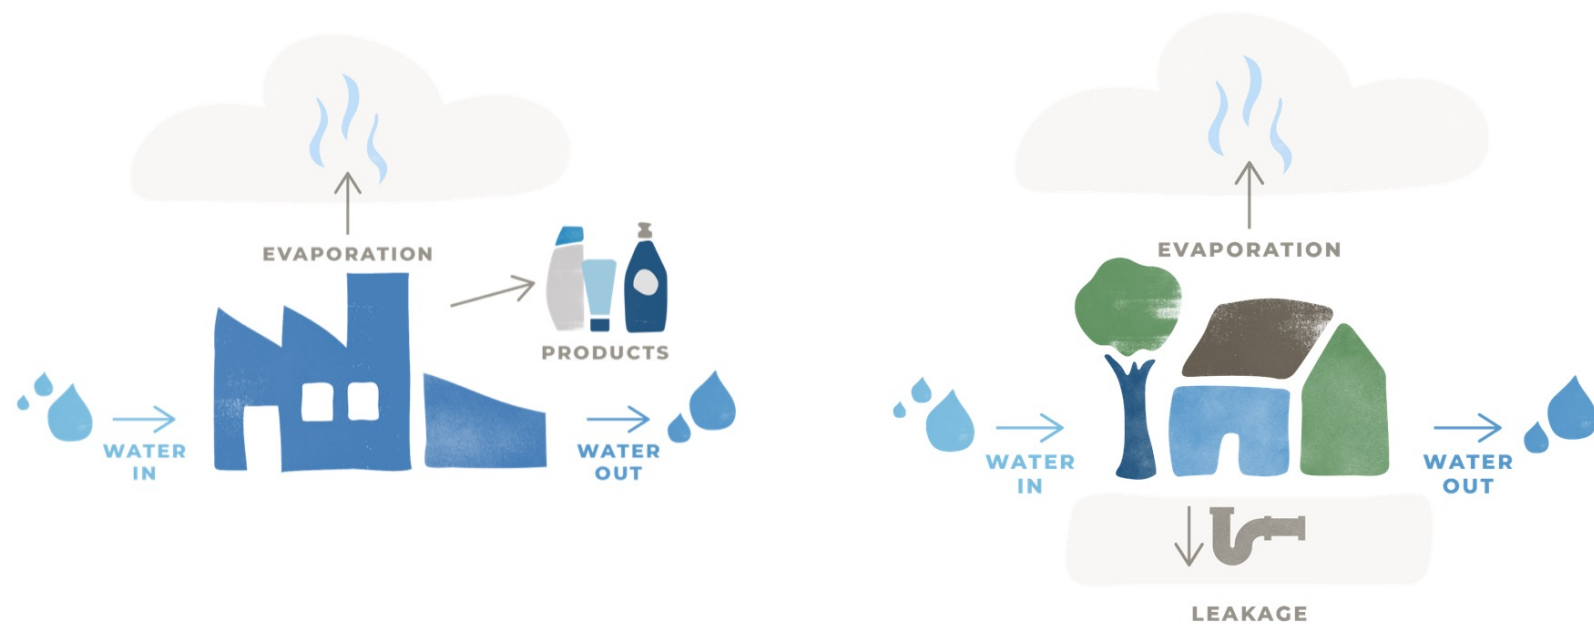 EVAPORATION
PRODUCTS
WATER
IN
WATER
OUT
EVAPORATION
WATER
IN
WATER
OUT
LEAKAGE